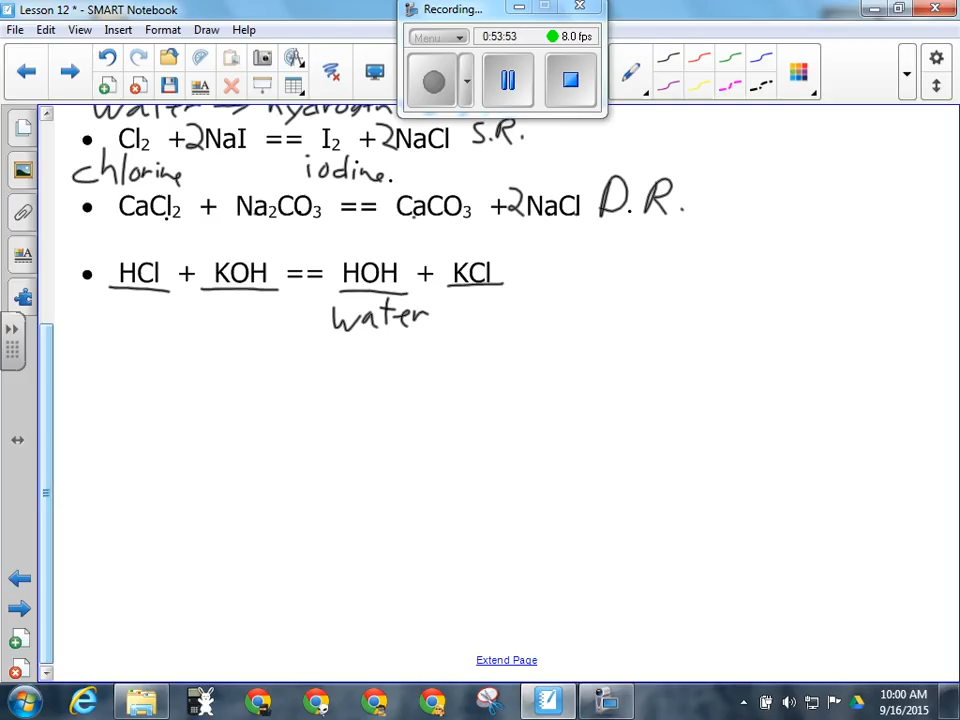 Lesson 12 * - SMART Notebook
Recording...
File Edit View Insert Format Draw Help
Menu 0:53:53 8.0 fps
water → hydrogen
• Cl₂ + 2NaI == I₂ + 2NaCl S.R.
chlorine iodine.
• CaCl₂ + Na₂CO₃ == CaCO₃ + 2NaCl D.R.
• HCl + KOH == HOH + KCl
water
Extend Page
10:00 AM
9/16/2015